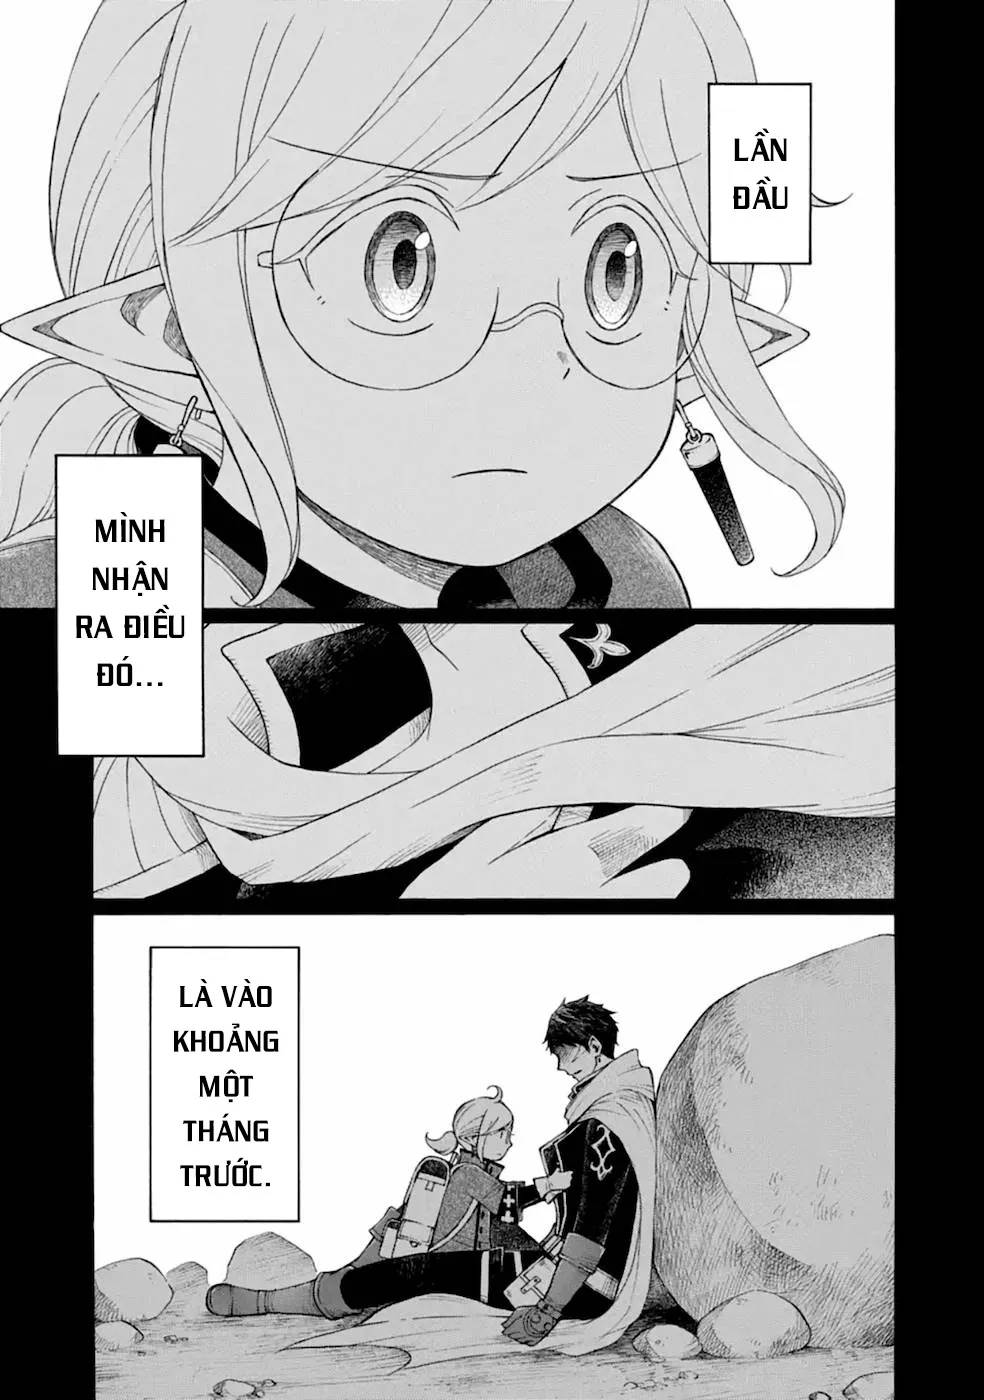 LẦN
ĐẦU
MÌNH
NHẬN
RA ĐIỀU
ĐÓ...
LÀ VÀO
KHOẢNG
MỘT
THÁNG
TRƯỚC.